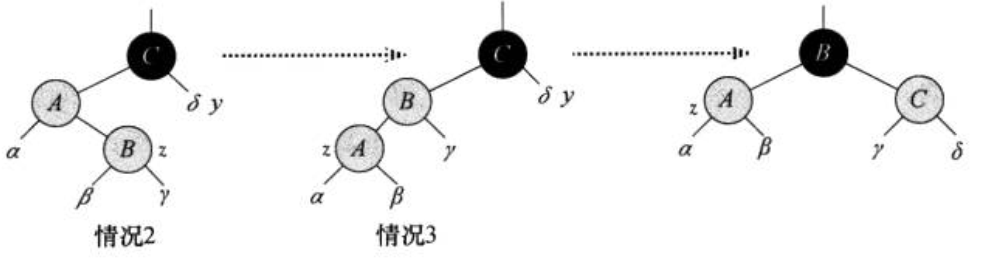 C C B
A δ y B δ y z A C
α B z z A γ α β γ δ
β γ α β
情况2 情况3